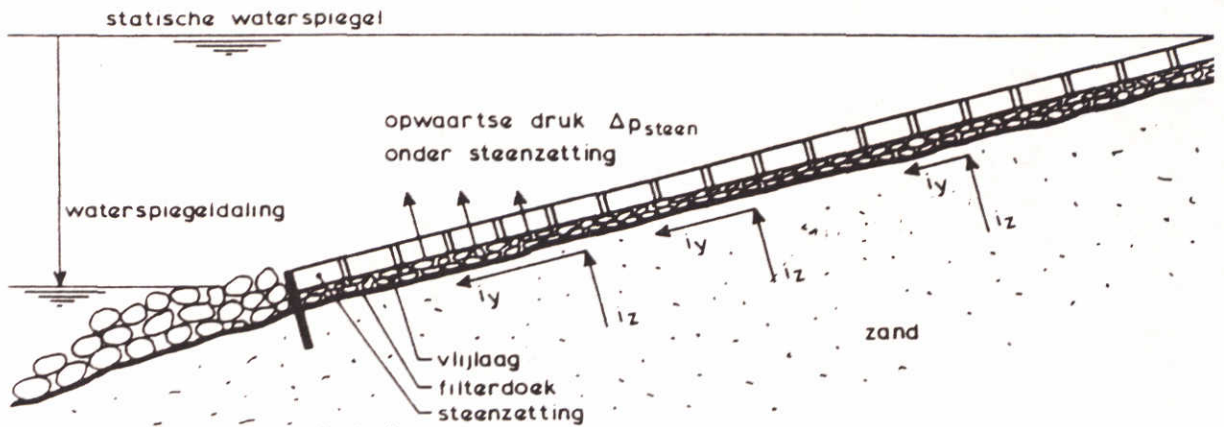 statische waterspiegel
opwaartse druk Δpsteen
onder steenzetting
waterspiegeldaling
iy
iz
iy
iz
iy
iz
zand
vlijlaag
filterdoek
steenzetting